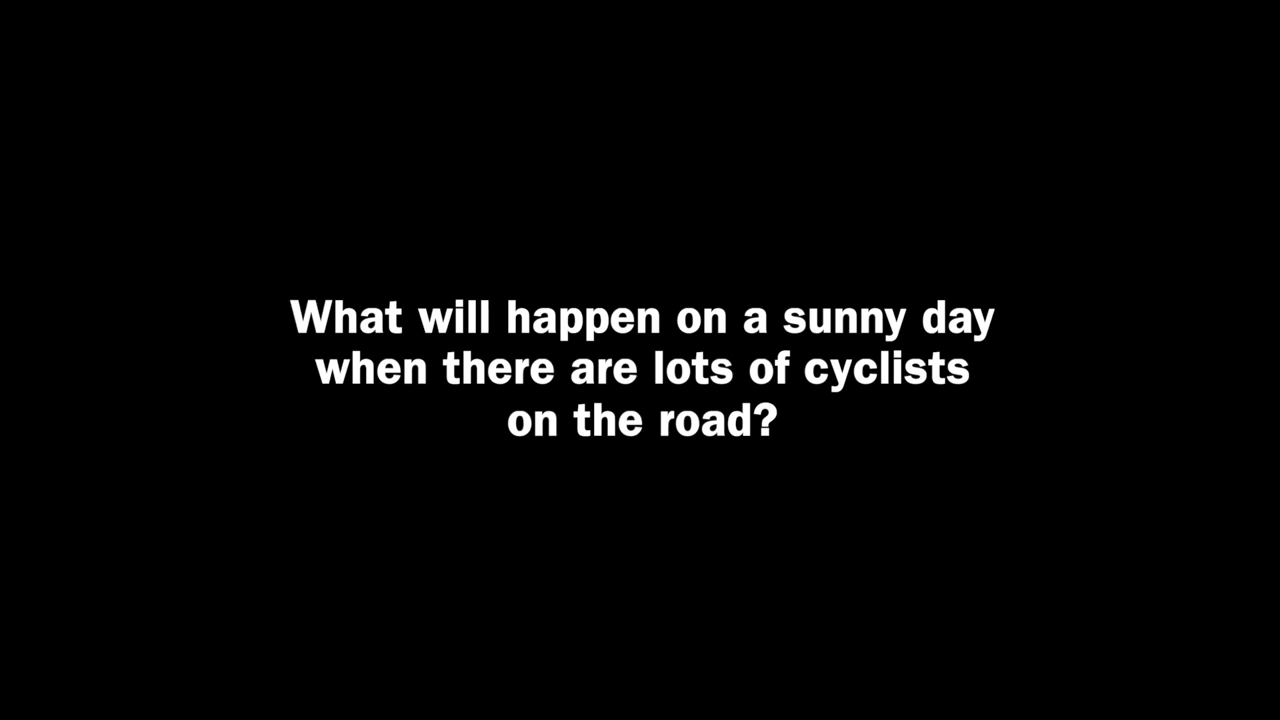 What will happen on a sunny day
when there are lots of cyclists
on the road?